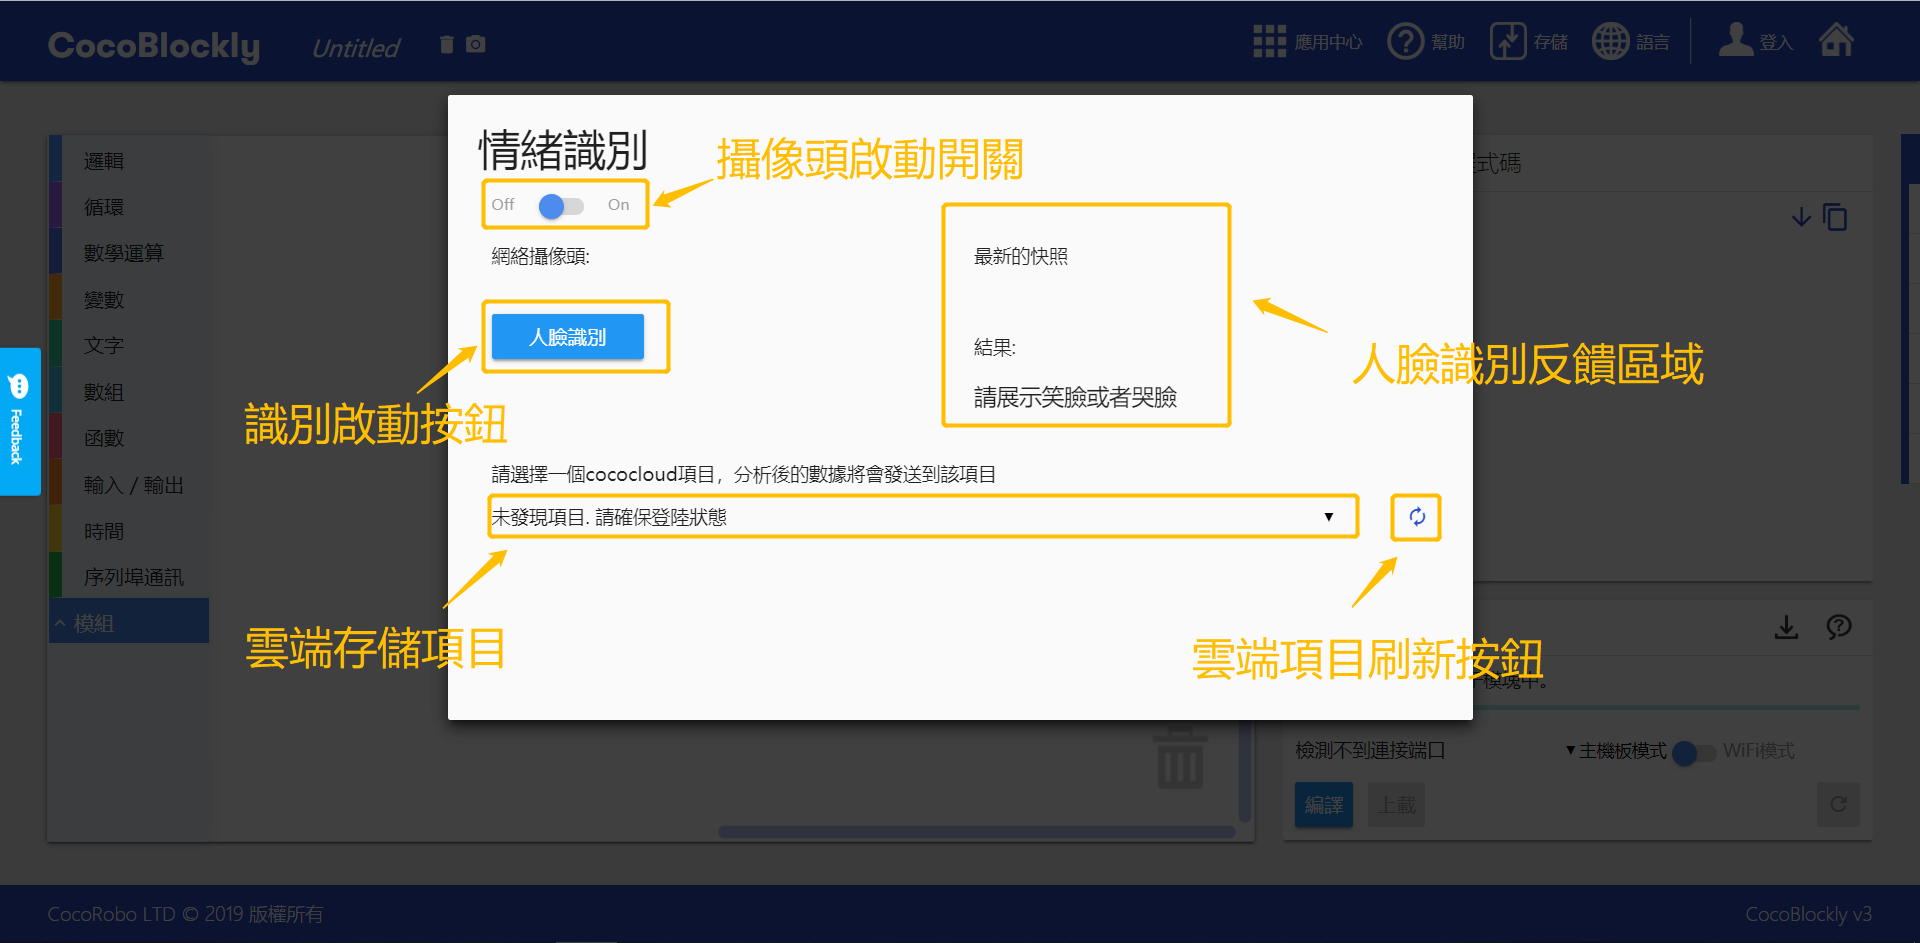 CocoBlockly
Untitled
應用中心
幫助
存儲
語言
登入
邏輯
循環
數學運算
變數
文字
數組
函數
輸入 / 輸出
時間
序列埠通訊
模組
Feedback
情緒識別
攝像頭啟動開關
Off
On
網絡攝像頭:
人臉識別
識別啟動按鈕
最新的快照
結果:
請展示笑臉或者哭臉
人臉識別反饋區域
請選擇一個cococloud項目，分析後的數據將會發送到該項目
未發現項目. 請確保登陸狀態
雲端存儲項目
雲端項目刷新按鈕
式碼
模塊中。
檢測不到連接端口
主機板模式
WiFi模式
編譯
上載
CocoRobo LTD © 2019 版權所有
CocoBlockly v3